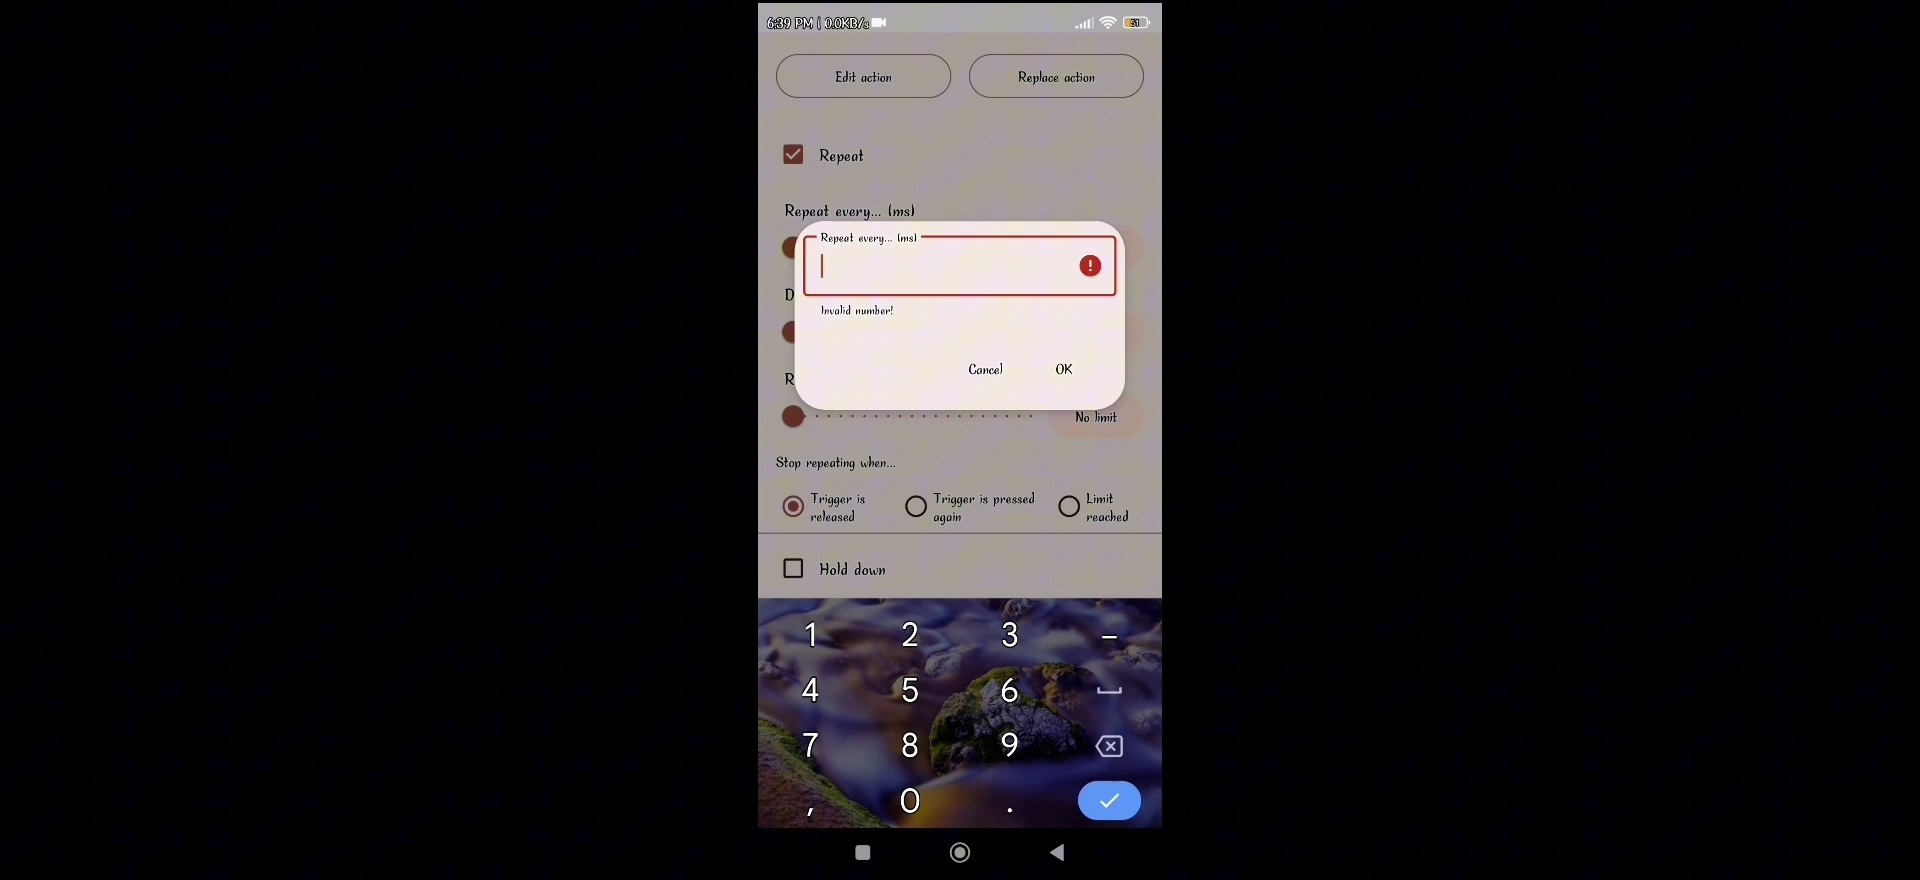 6:39 PM | 0.0KB/s
31
Edit action
Replace action
Repeat
Repeat every... (ms)
Repeat every... (ms)
D
Invalid number!
Cancel
OK
R
No limit
Stop repeating when...
Trigger is
released
Trigger is pressed
again
Limit
reached
Hold down
1 2 3 –
4 5 6
7 8 9
, 0 .